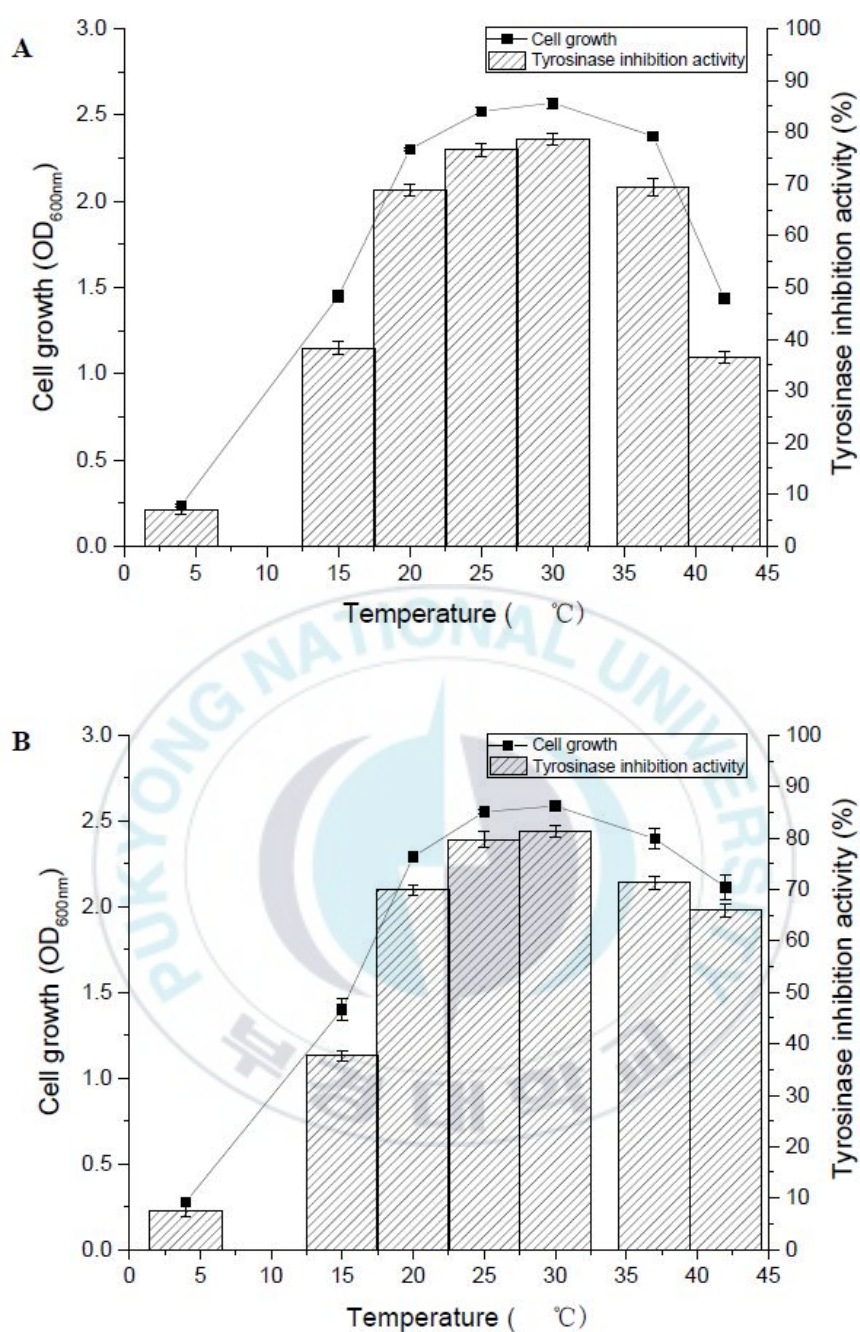 A
Cell growth
Tyrosinase inhibition activity
3.0
2.5
2.0
1.5
1.0
0.5
0.0
Cell growth (OD600nm)
100
90
80
70
60
50
40
30
20
10
0
Tyrosinase inhibition activity (%)
0 5 10 15 20 25 30 35 40 45
Temperature ( ℃)
PUKYONG NATIONAL UNIVERSITY
부경대학교
B
Cell growth
Tyrosinase inhibition activity
3.0
2.5
2.0
1.5
1.0
0.5
0.0
Cell growth (OD600nm)
100
90
80
70
60
50
40
30
20
10
0
Tyrosinase inhibition activity (%)
0 5 10 15 20 25 30 35 40 45
Temperature ( ℃)